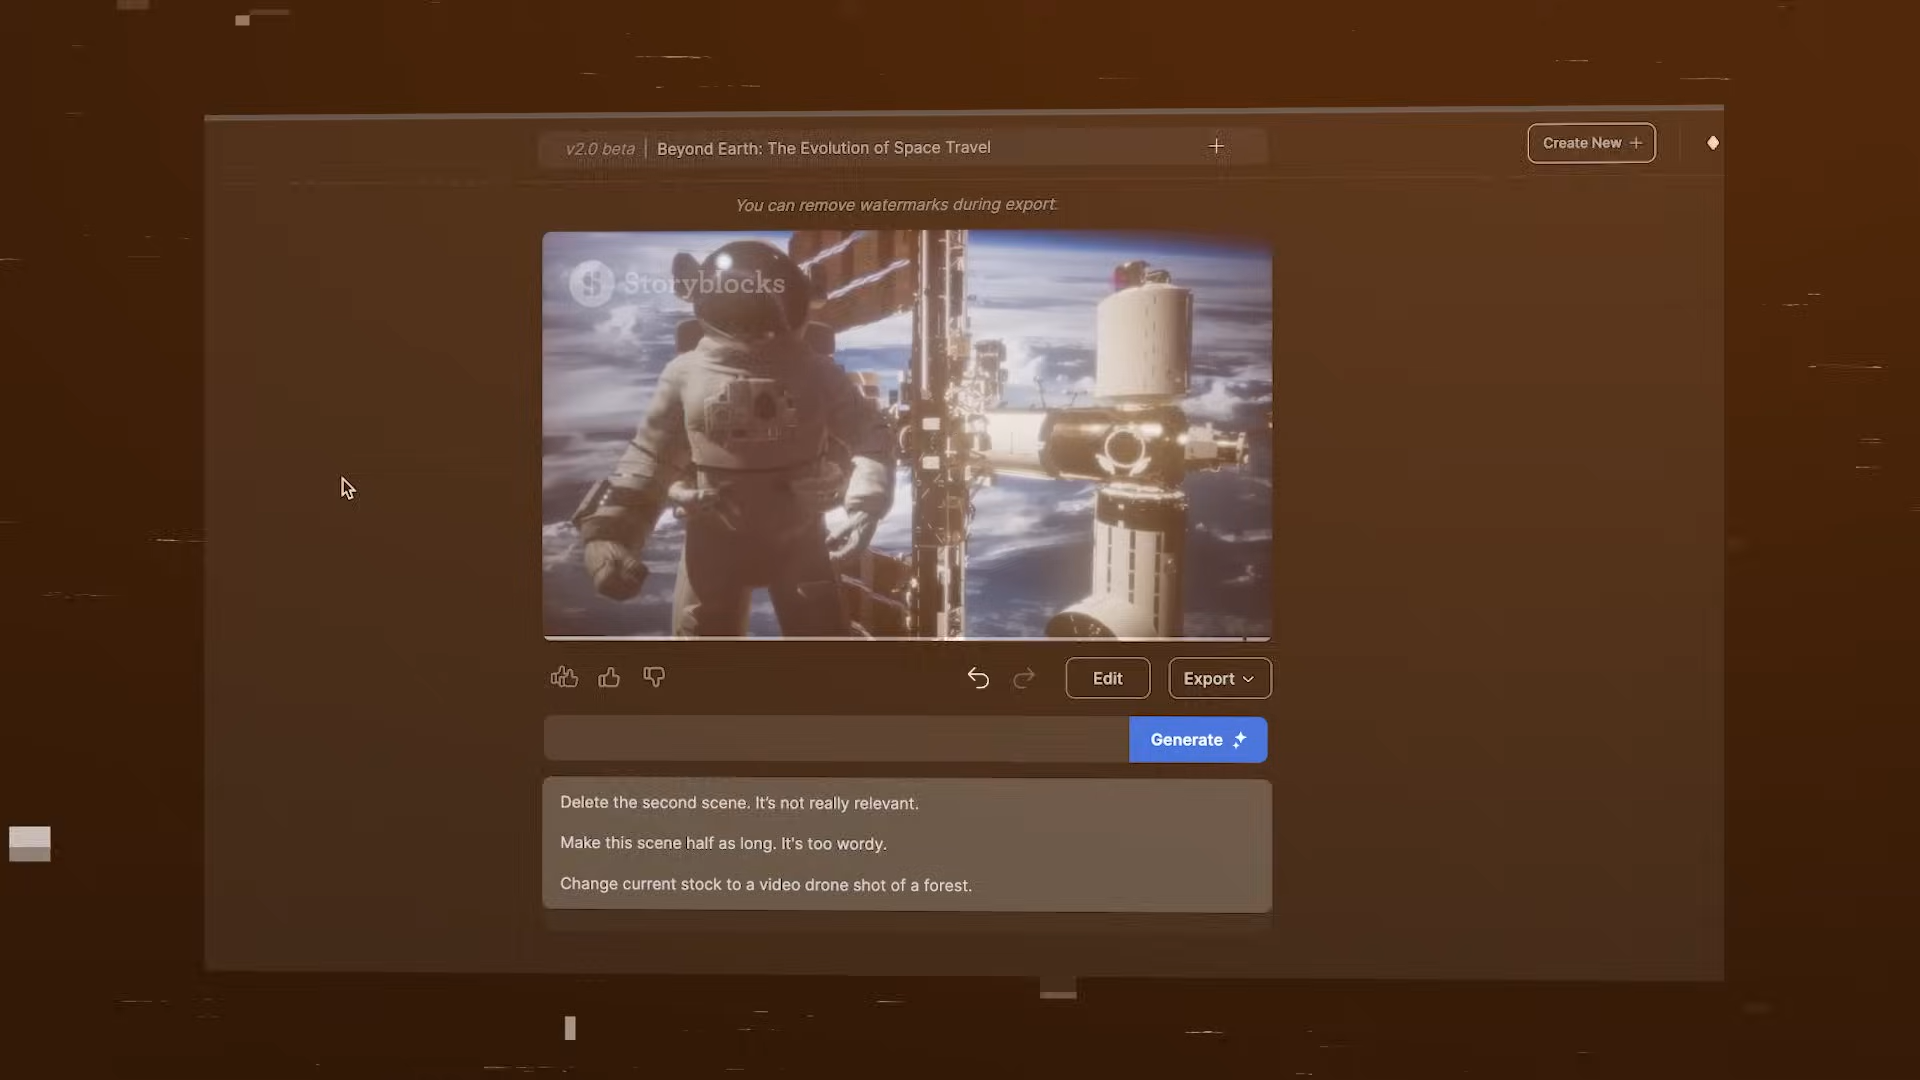 v2.0 beta | Beyond Earth: The Evolution of Space Travel
Create New
You can remove watermarks during export.
Storyblocks
Edit
Export
Generate
Delete the second scene. It's not really relevant.
Make this scene half as long. It's too wordy.
Change current stock to a video drone shot of a forest.